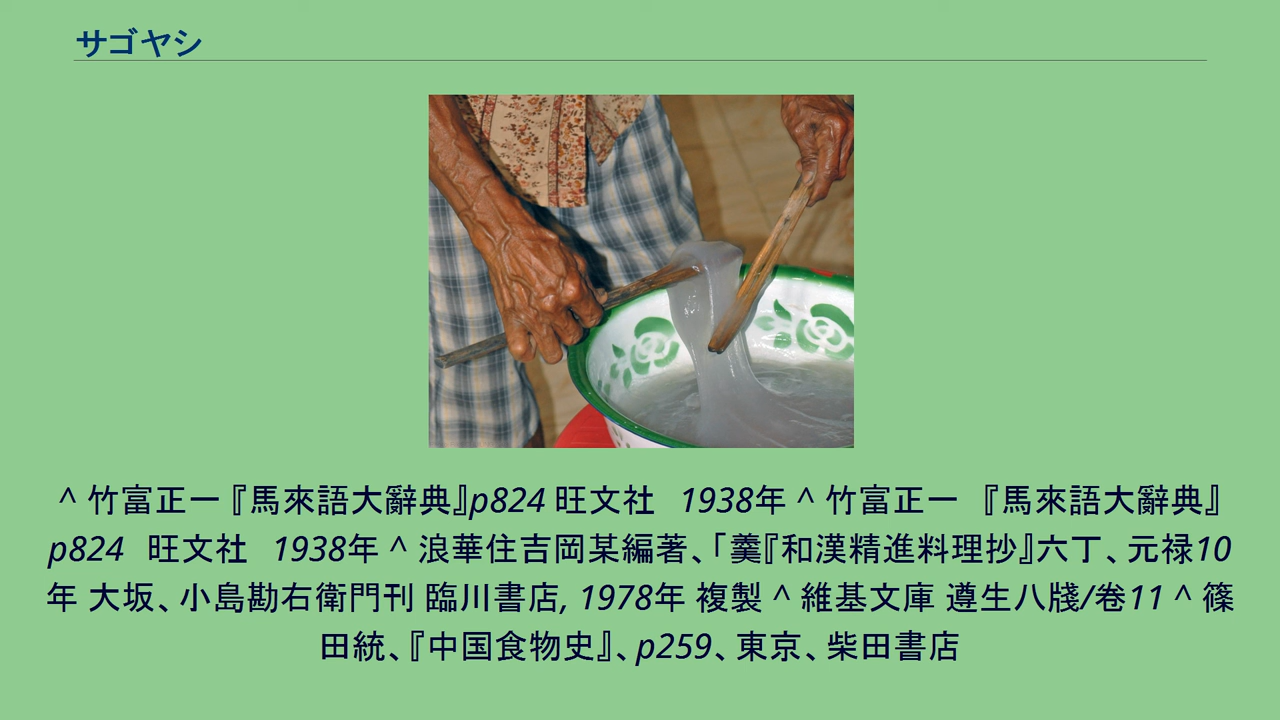 サゴヤシ
^ 竹富正一『馬來語大辭典』p824 旺文社　1938年 ^ 竹富正一　『馬來語大辭典』
p824　旺文社　1938年 ^ 浪華住吉岡某編著、「羹『和漢精進料理抄』六丁、元禄10
年 大坂、小島勘右衛門刊 臨川書店, 1978年 複製 ^ 維基文庫 遵生八牋/卷11 ^ 篠
田統、『中国食物史』、p259、東京、柴田書店